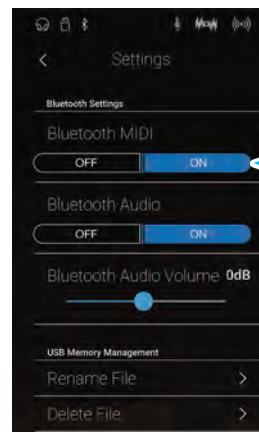 Settings
Bluetooth Settings
Bluetooth MIDI
OFF ON
Bluetooth Audio
OFF ON
Bluetooth Audio Volume 0dB
USB Memory Management
Rename File
Delete File